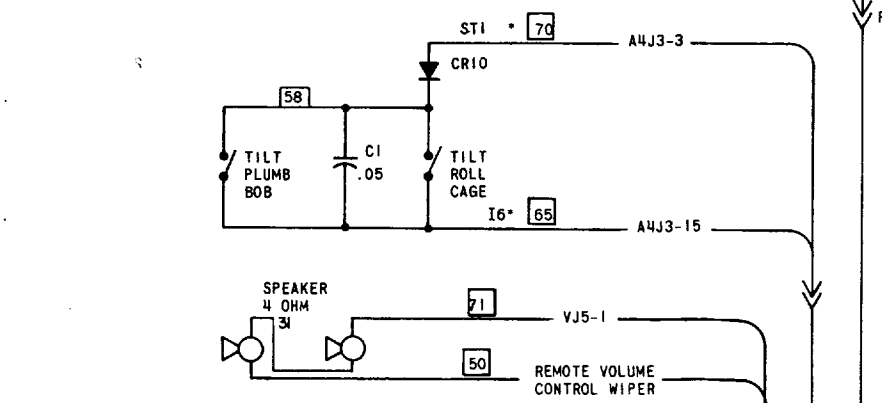 ST1 * 70
A4J3-3
CR10
58
TILT
PLUMB
BOB
C1
.05
TILT
ROLL
CAGE
I6* 65
A4J3-15
SPEAKER
4 OHM
31
71
VJ5-1
50
REMOTE VOLUME
CONTROL WIPER